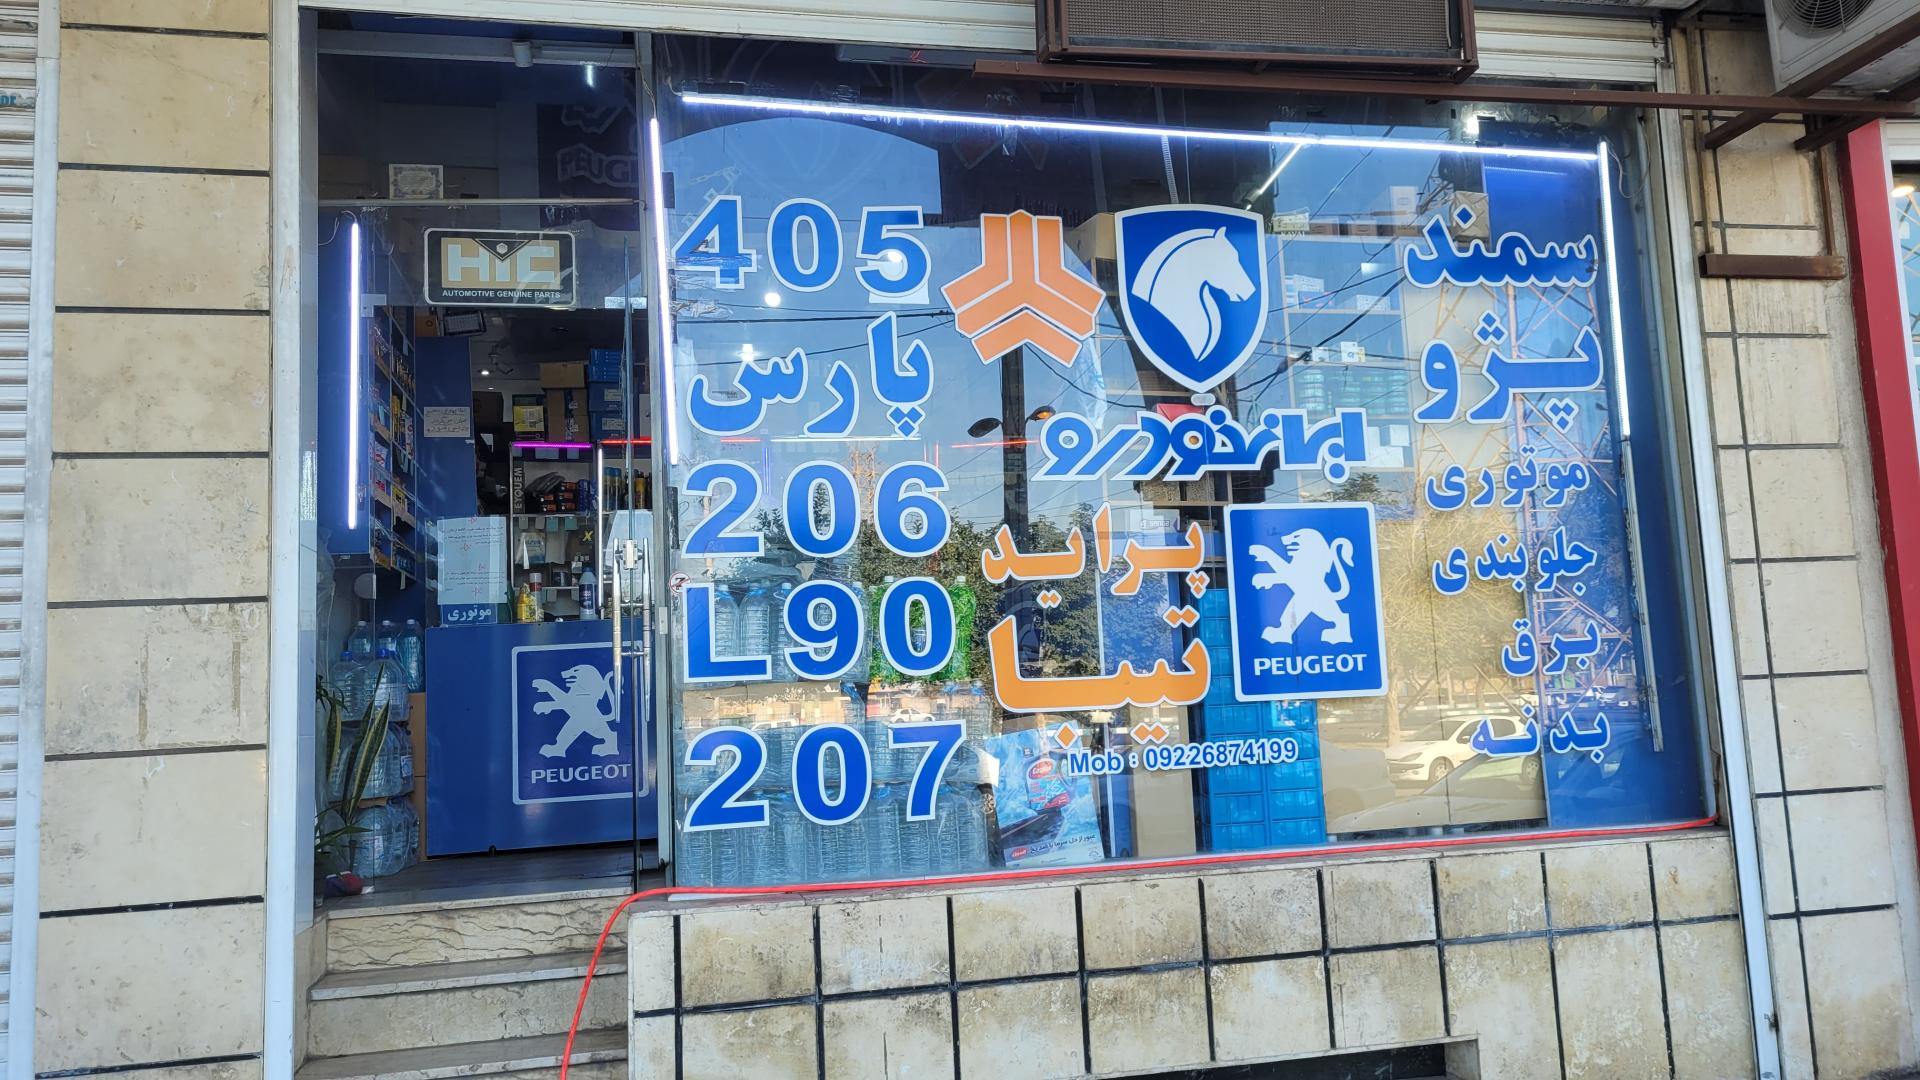 سمند
پژو
موتوری
جلوبندی
برق
بدنه
ایران‌خودرو
پراید
تیبا
PEUGEOT
Mob : 09226874199
405
پارس
206
L90
207
HIC
AUTOMOTIVE GENUINE PARTS
PEUGEOT
موتوری
PEUGEOT